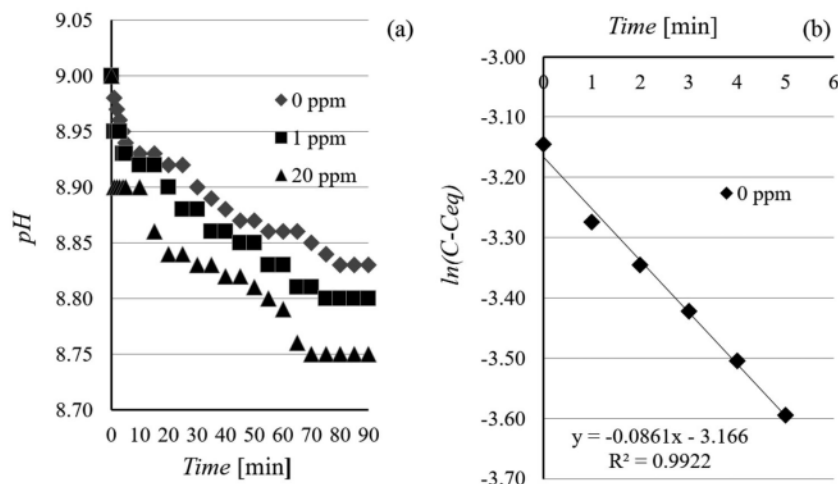 (a)
9.05
9.00
8.95
8.90
8.85
8.80
8.75
8.70
pH
0 ppm
1 ppm
20 ppm
0 10 20 30 40 50 60 70 80 90
Time [min]
Time [min]
(b)
-3.00
-3.10
-3.20
-3.30
-3.40
-3.50
-3.60
-3.70
0 1 2 3 4 5 6
ln(C-Ceq)
0 ppm
y = -0.0861x - 3.166
R² = 0.9922